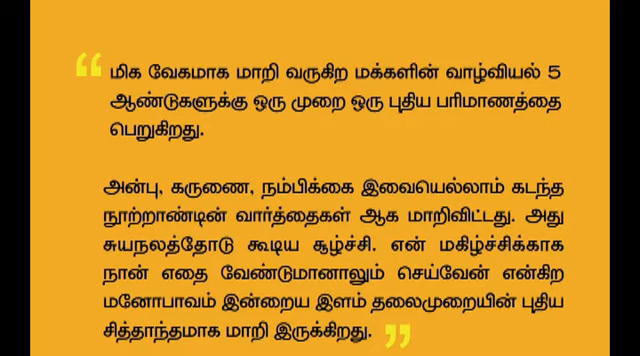 “ மிக வேகமாக மாறி வருகிற மக்களின் வாழ்வியல் 5
ஆண்டுகளுக்கு ஒரு முறை ஒரு புதிய பரிமாணத்தை
பெறுகிறது.
அன்பு, கருணை, நம்பிக்கை இவையெல்லாம் கடந்த
நூற்றாண்டின் வார்த்தைகள் ஆக மாறிவிட்டது. அது
சுயநலத்தோடு கூடிய சூழ்ச்சி. என் மகிழ்ச்சிக்காக
நான் எதை வேண்டுமானாலும் செய்வேன் என்கிற
மனோபாவம் இன்றைய இளம் தலைமுறையின் புதிய
சித்தாந்தமாக மாறி இருக்கிறது. ”